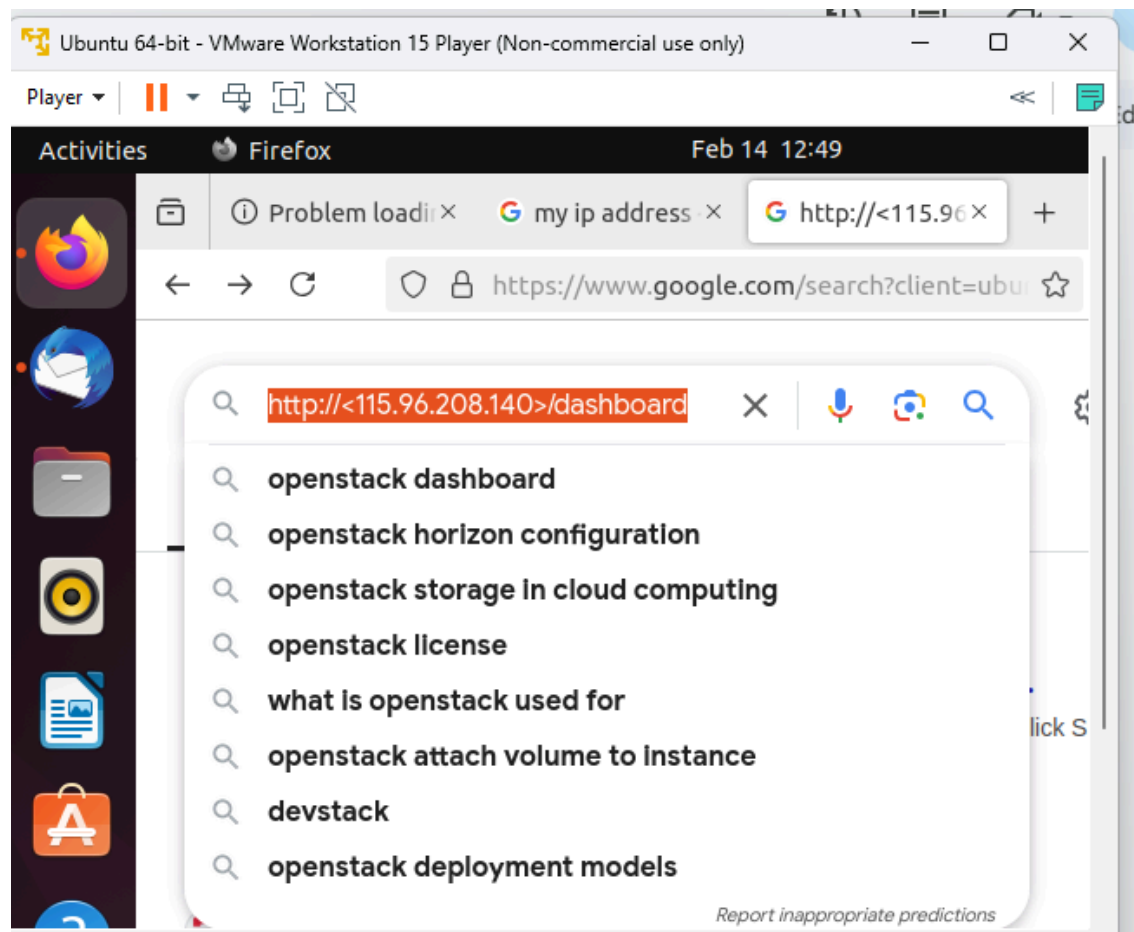 Ubuntu 64-bit - VMware Workstation 15 Player (Non-commercial use only)
Player
Activities Firefox Feb 14 12:49
Problem loadi my ip address http://<115.96
https://www.google.com/search?client=ubu
http://<115.96.208.140>/dashboard
openstack dashboard
openstack horizon configuration
openstack storage in cloud computing
openstack license
what is openstack used for
openstack attach volume to instance
lick S
devstack
openstack deployment models
Report inappropriate predictions